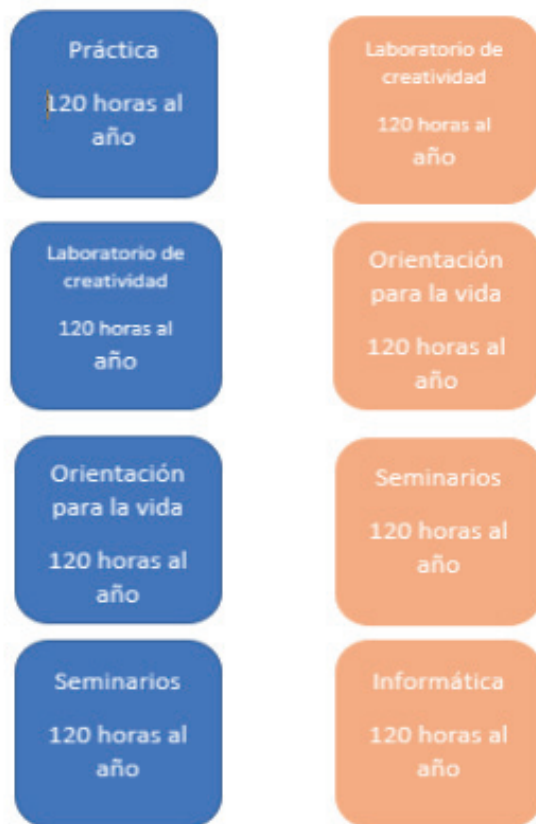 Práctica
120 horas al
año
Laboratorio de
creatividad
120 horas al
año
Orientación
para la vida
120 horas al
año
Seminarios
120 horas al
año
Laboratorio de
creatividad
120 horas al
año
Orientación
para la vida
120 horas al
año
Seminarios
120 horas al
año
Informática
120 horas al
año